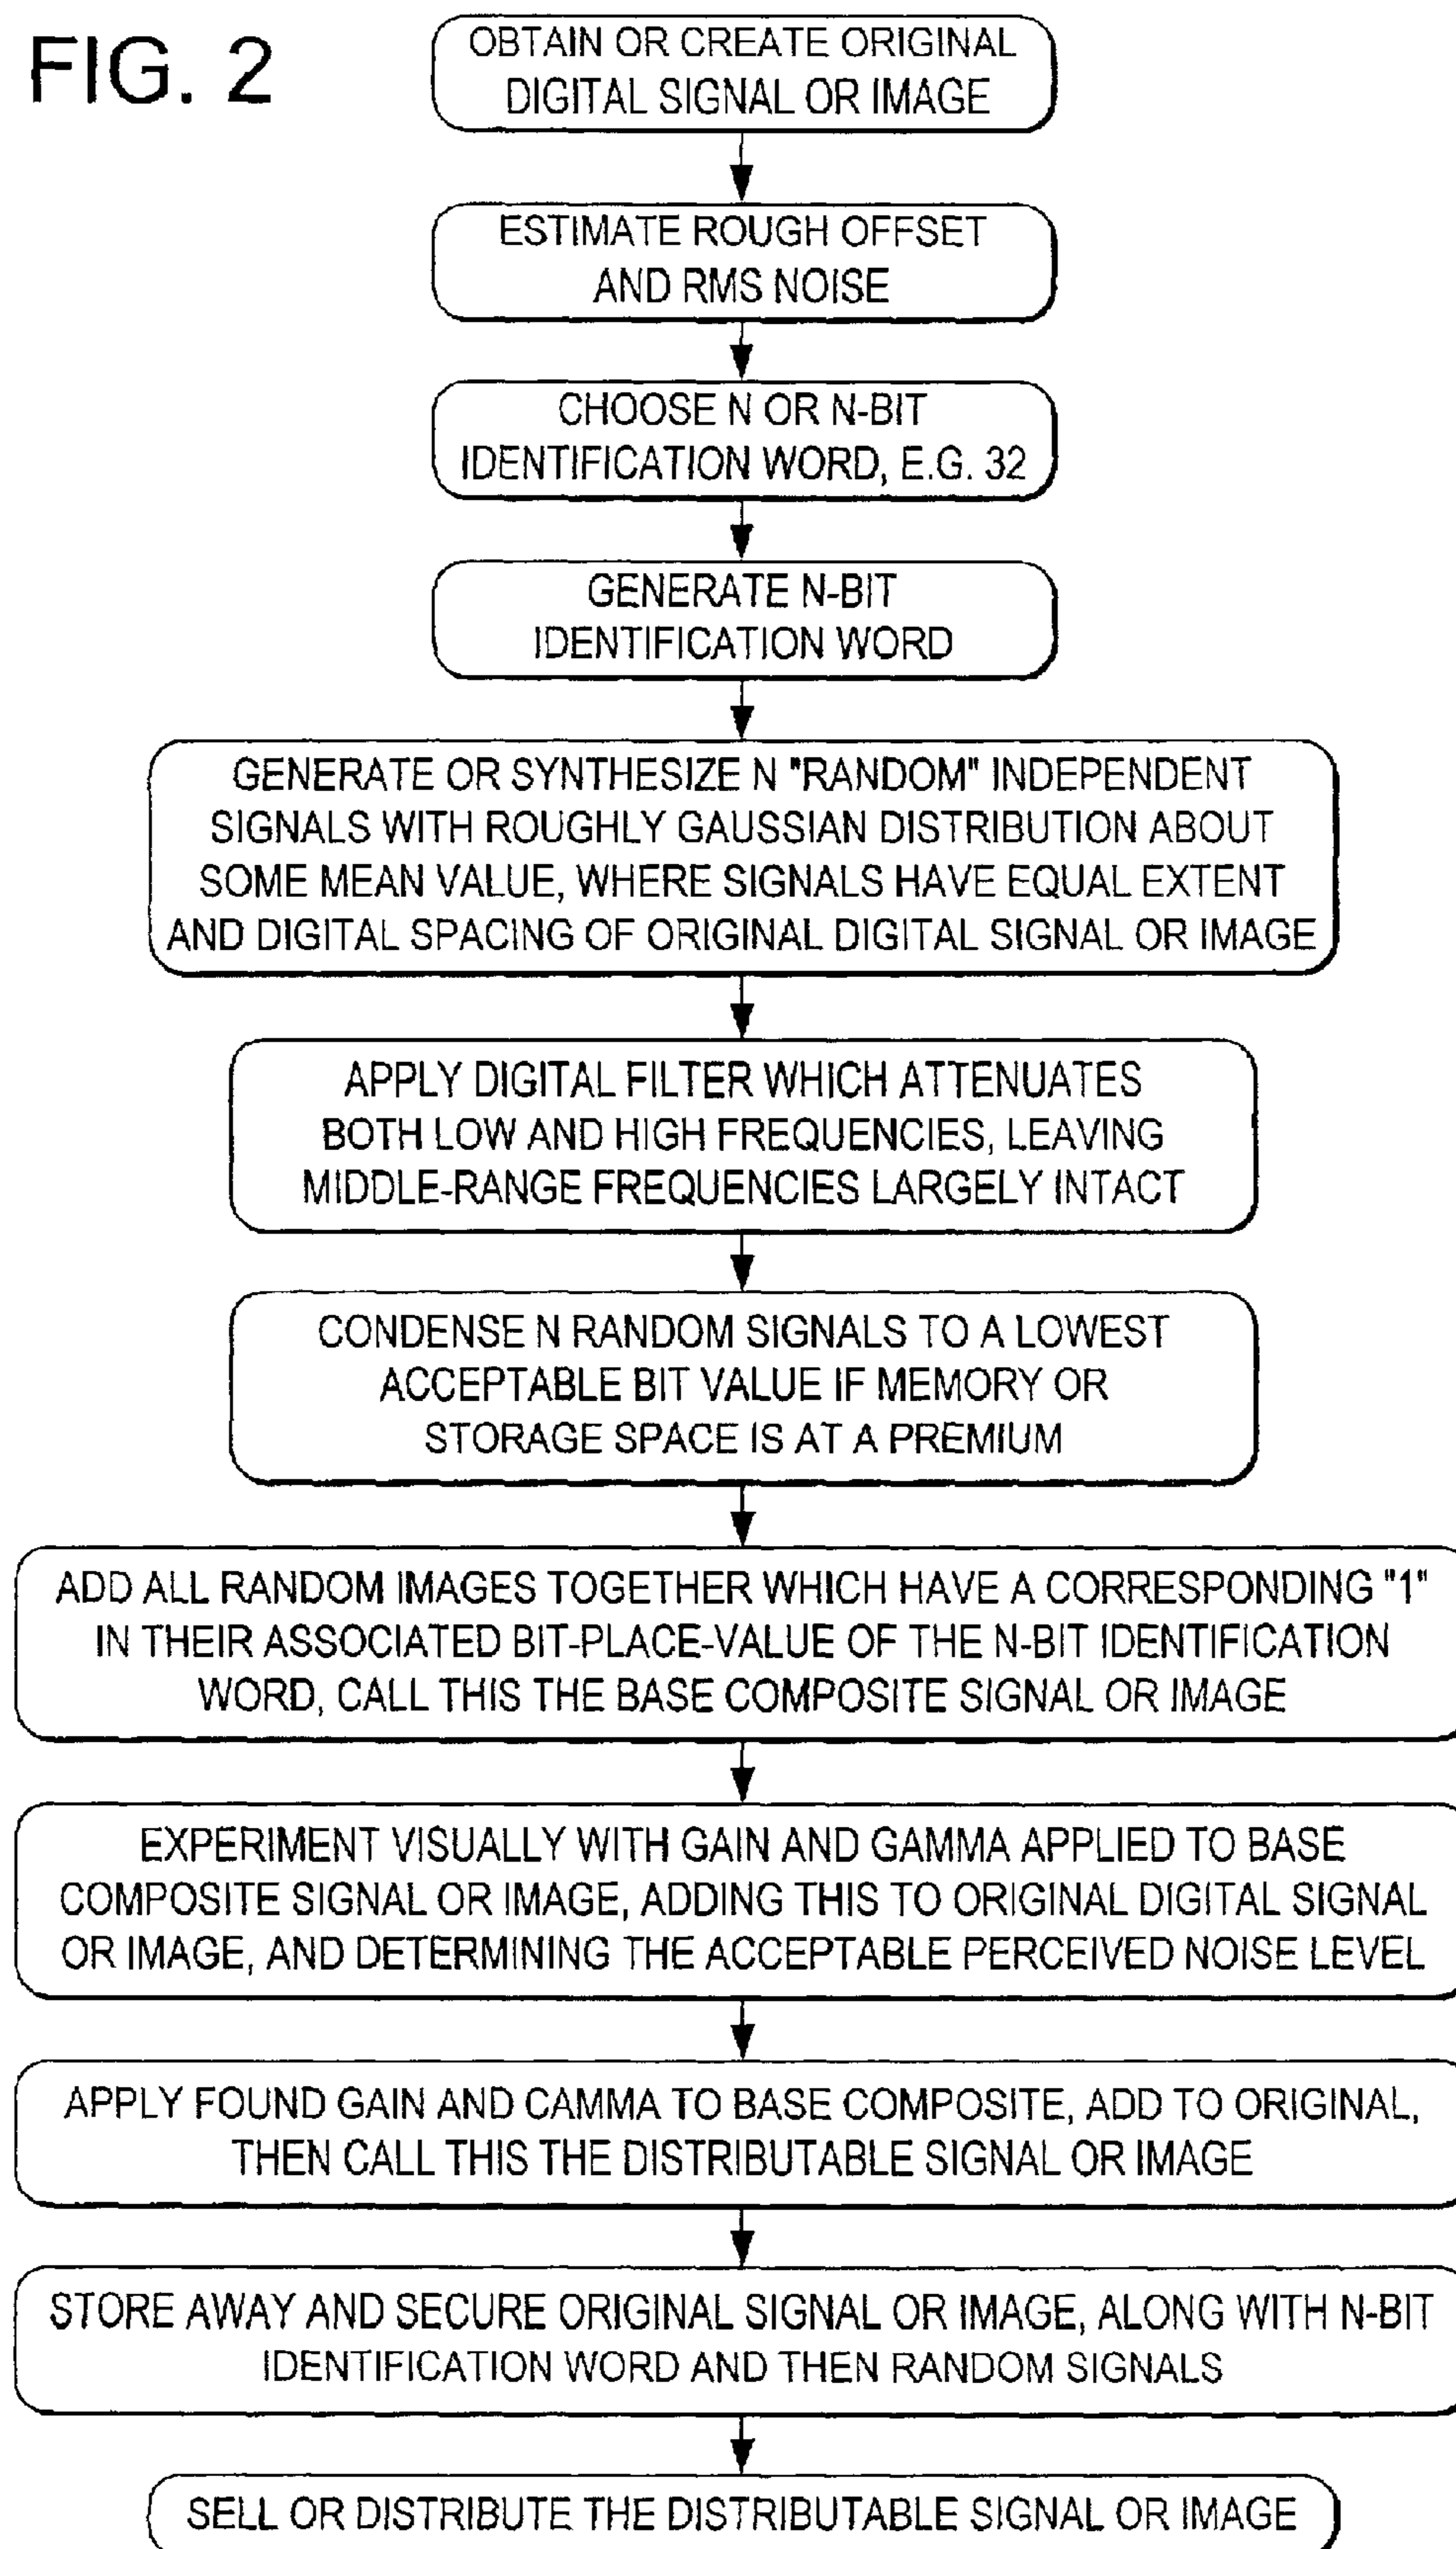 FIG. 2
OBTAIN OR CREATE ORIGINAL
DIGITAL SIGNAL OR IMAGE
ESTIMATE ROUGH OFFSET
AND RMS NOISE
CHOOSE N OR N-BIT
IDENTIFICATION WORD, E.G. 32
GENERATE N-BIT
IDENTIFICATION WORD
GENERATE OR SYNTHESIZE N "RANDOM" INDEPENDENT
SIGNALS WITH ROUGHLY GAUSSIAN DISTRIBUTION ABOUT
SOME MEAN VALUE, WHERE SIGNALS HAVE EQUAL EXTENT
AND DIGITAL SPACING OF ORIGINAL DIGITAL SIGNAL OR IMAGE
APPLY DIGITAL FILTER WHICH ATTENUATES
BOTH LOW AND HIGH FREQUENCIES, LEAVING
MIDDLE-RANGE FREQUENCIES LARGELY INTACT
CONDENSE N RANDOM SIGNALS TO A LOWEST
ACCEPTABLE BIT VALUE IF MEMORY OR
STORAGE SPACE IS AT A PREMIUM
ADD ALL RANDOM IMAGES TOGETHER WHICH HAVE A CORRESPONDING "1"
IN THEIR ASSOCIATED BIT-PLACE-VALUE OF THE N-BIT IDENTIFICATION
WORD, CALL THIS THE BASE COMPOSITE SIGNAL OR IMAGE
EXPERIMENT VISUALLY WITH GAIN AND GAMMA APPLIED TO BASE
COMPOSITE SIGNAL OR IMAGE, ADDING THIS TO ORIGINAL DIGITAL SIGNAL
OR IMAGE, AND DETERMINING THE ACCEPTABLE PERCEIVED NOISE LEVEL
APPLY FOUND GAIN AND CAMMA TO BASE COMPOSITE, ADD TO ORIGINAL,
THEN CALL THIS THE DISTRIBUTABLE SIGNAL OR IMAGE
STORE AWAY AND SECURE ORIGINAL SIGNAL OR IMAGE, ALONG WITH N-BIT
IDENTIFICATION WORD AND THEN RANDOM SIGNALS
SELL OR DISTRIBUTE THE DISTRIBUTABLE SIGNAL OR IMAGE